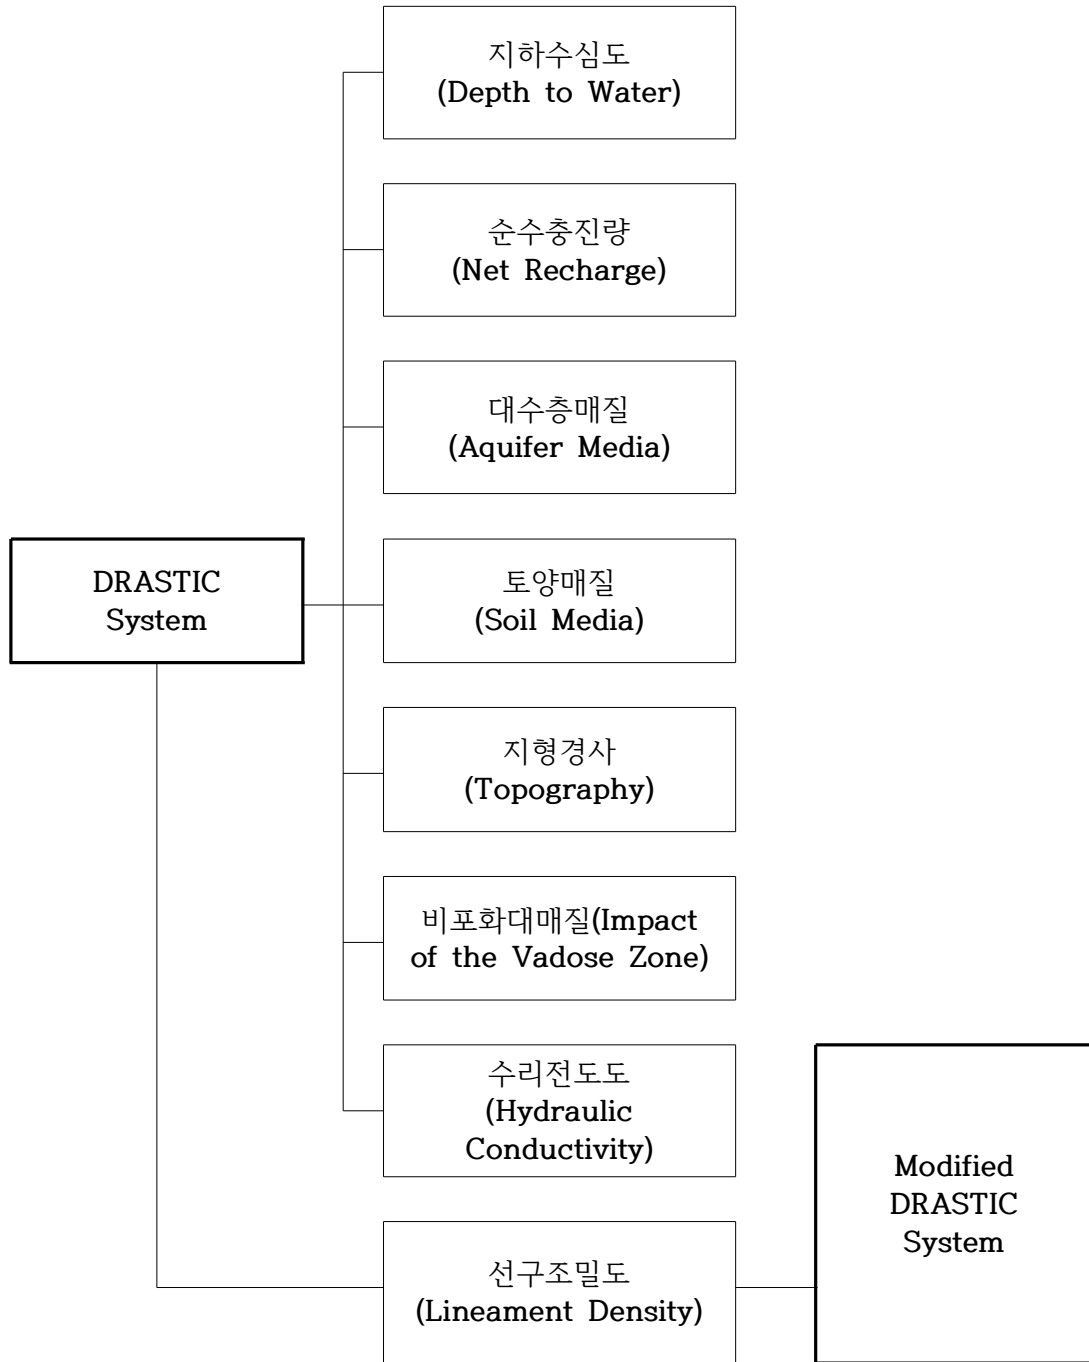 지하수심도
(Depth to Water)
순수충진량
(Net Recharge)
대수층매질
(Aquifer Media)
DRASTIC
System
토양매질
(Soil Media)
지형경사
(Topography)
비포화대매질(Impact
of the Vadose Zone)
수리전도도
(Hydraulic
Conductivity)
Modified
DRASTIC
System
선구조밀도
(Lineament Density)